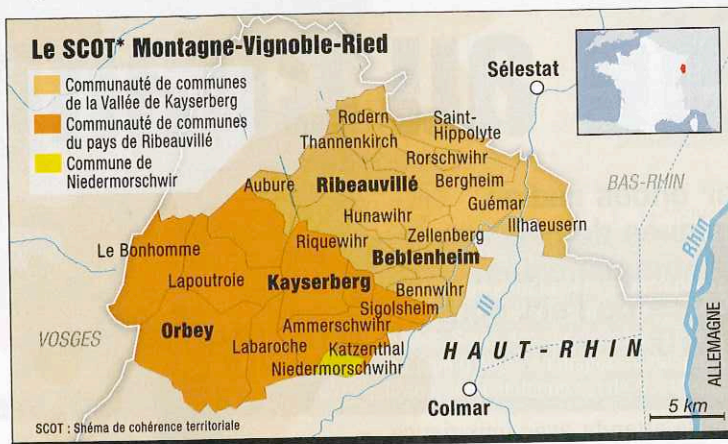 Le SCOT* Montagne-Vignoble-Ried
Communauté de communes
de la Vallée de Kayserberg
Communauté de communes
du pays de Ribeauvillé
Commune de
Niedermorschwir
Sélestat
Rodern
Saint-
Hippolyte
Thannenkirch
Rorschwihr
Aubure
Ribeauvillé
Bergheim
BAS-RHIN
Guémar
Hunawihr
Illhaeusern
Zellenberg
Riquewihr
Le Bonhomme
Beblenheim
Rhin
Lapoutroie
Kayserberg
Bennwihr
Sigolsheim
Ill
Orbey
Ammerschwihr
VOSGES
Labaroche
Katzenthal
HAUT-RHIN
ALLEMAGNE
Niedermorschwihr
Colmar
5 km
SCOT : Shéma de cohérence territoriale